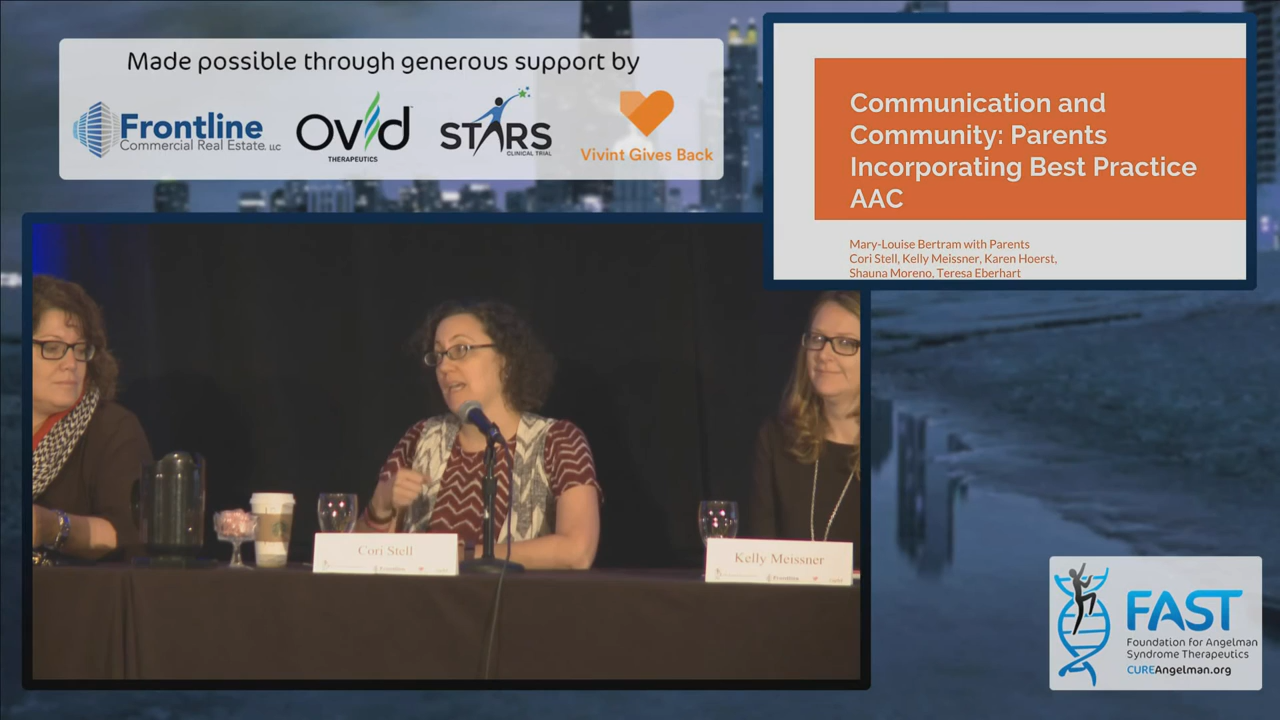 Made possible through generous support by
Frontline
Commercial Real Estate, LLC
OVID
THERAPEUTICS
STARS
CLINICAL TRIAL
Vivint Gives Back
Communication and
Community: Parents
Incorporating Best Practice
AAC
Mary-Louise Bertram with Parents
Cori Stell, Kelly Meissner, Karen Hoerst,
Shauna Moreno, Teresa Eberhart
Cori Stell
Frontline
Kelly Meissner
Frontline
FAST
Foundation for Angelman
Syndrome Therapeutics
CUREAngelman.org